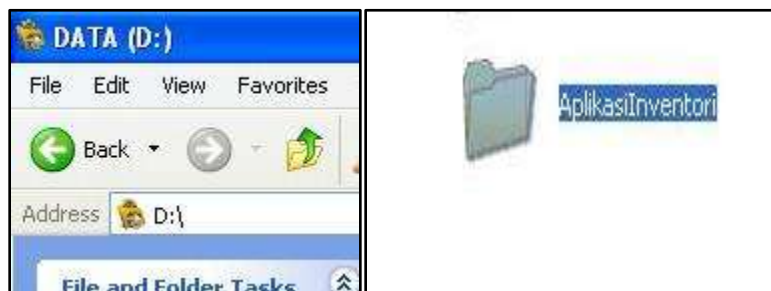 DATA (D:)
File Edit View Favorites
Back
Address D:\
File and Folder Tasks
AplikasiInventori